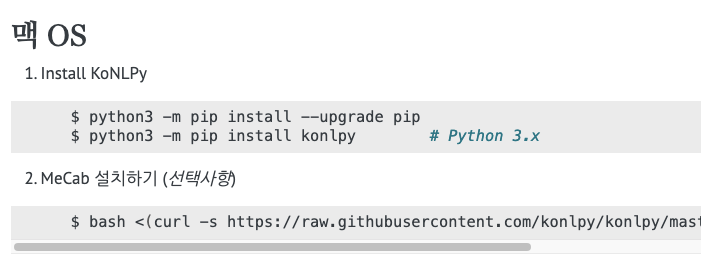 맥 OS
1. Install KoNLPy
$ python3 -m pip install --upgrade pip
$ python3 -m pip install konlpy        # Python 3.x
2. MeCab 설치하기 (선택사항)
$ bash <(curl -s https://raw.githubusercontent.com/konlpy/konlpy/mast